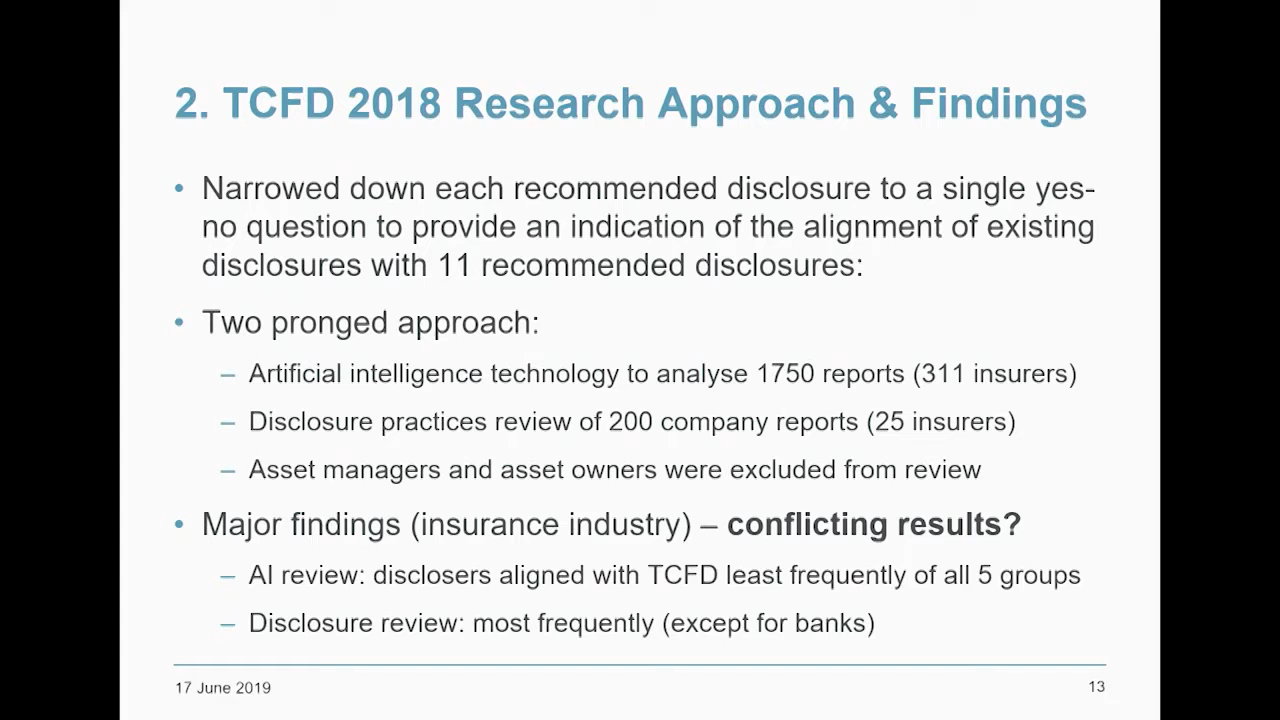 2. TCFD 2018 Research Approach & Findings
• Narrowed down each recommended disclosure to a single yes-
no question to provide an indication of the alignment of existing
disclosures with 11 recommended disclosures:
• Two pronged approach:
– Artificial intelligence technology to analyse 1750 reports (311 insurers)
– Disclosure practices review of 200 company reports (25 insurers)
– Asset managers and asset owners were excluded from review
• Major findings (insurance industry) – conflicting results?
– AI review: disclosers aligned with TCFD least frequently of all 5 groups
– Disclosure review: most frequently (except for banks)
17 June 2019
13